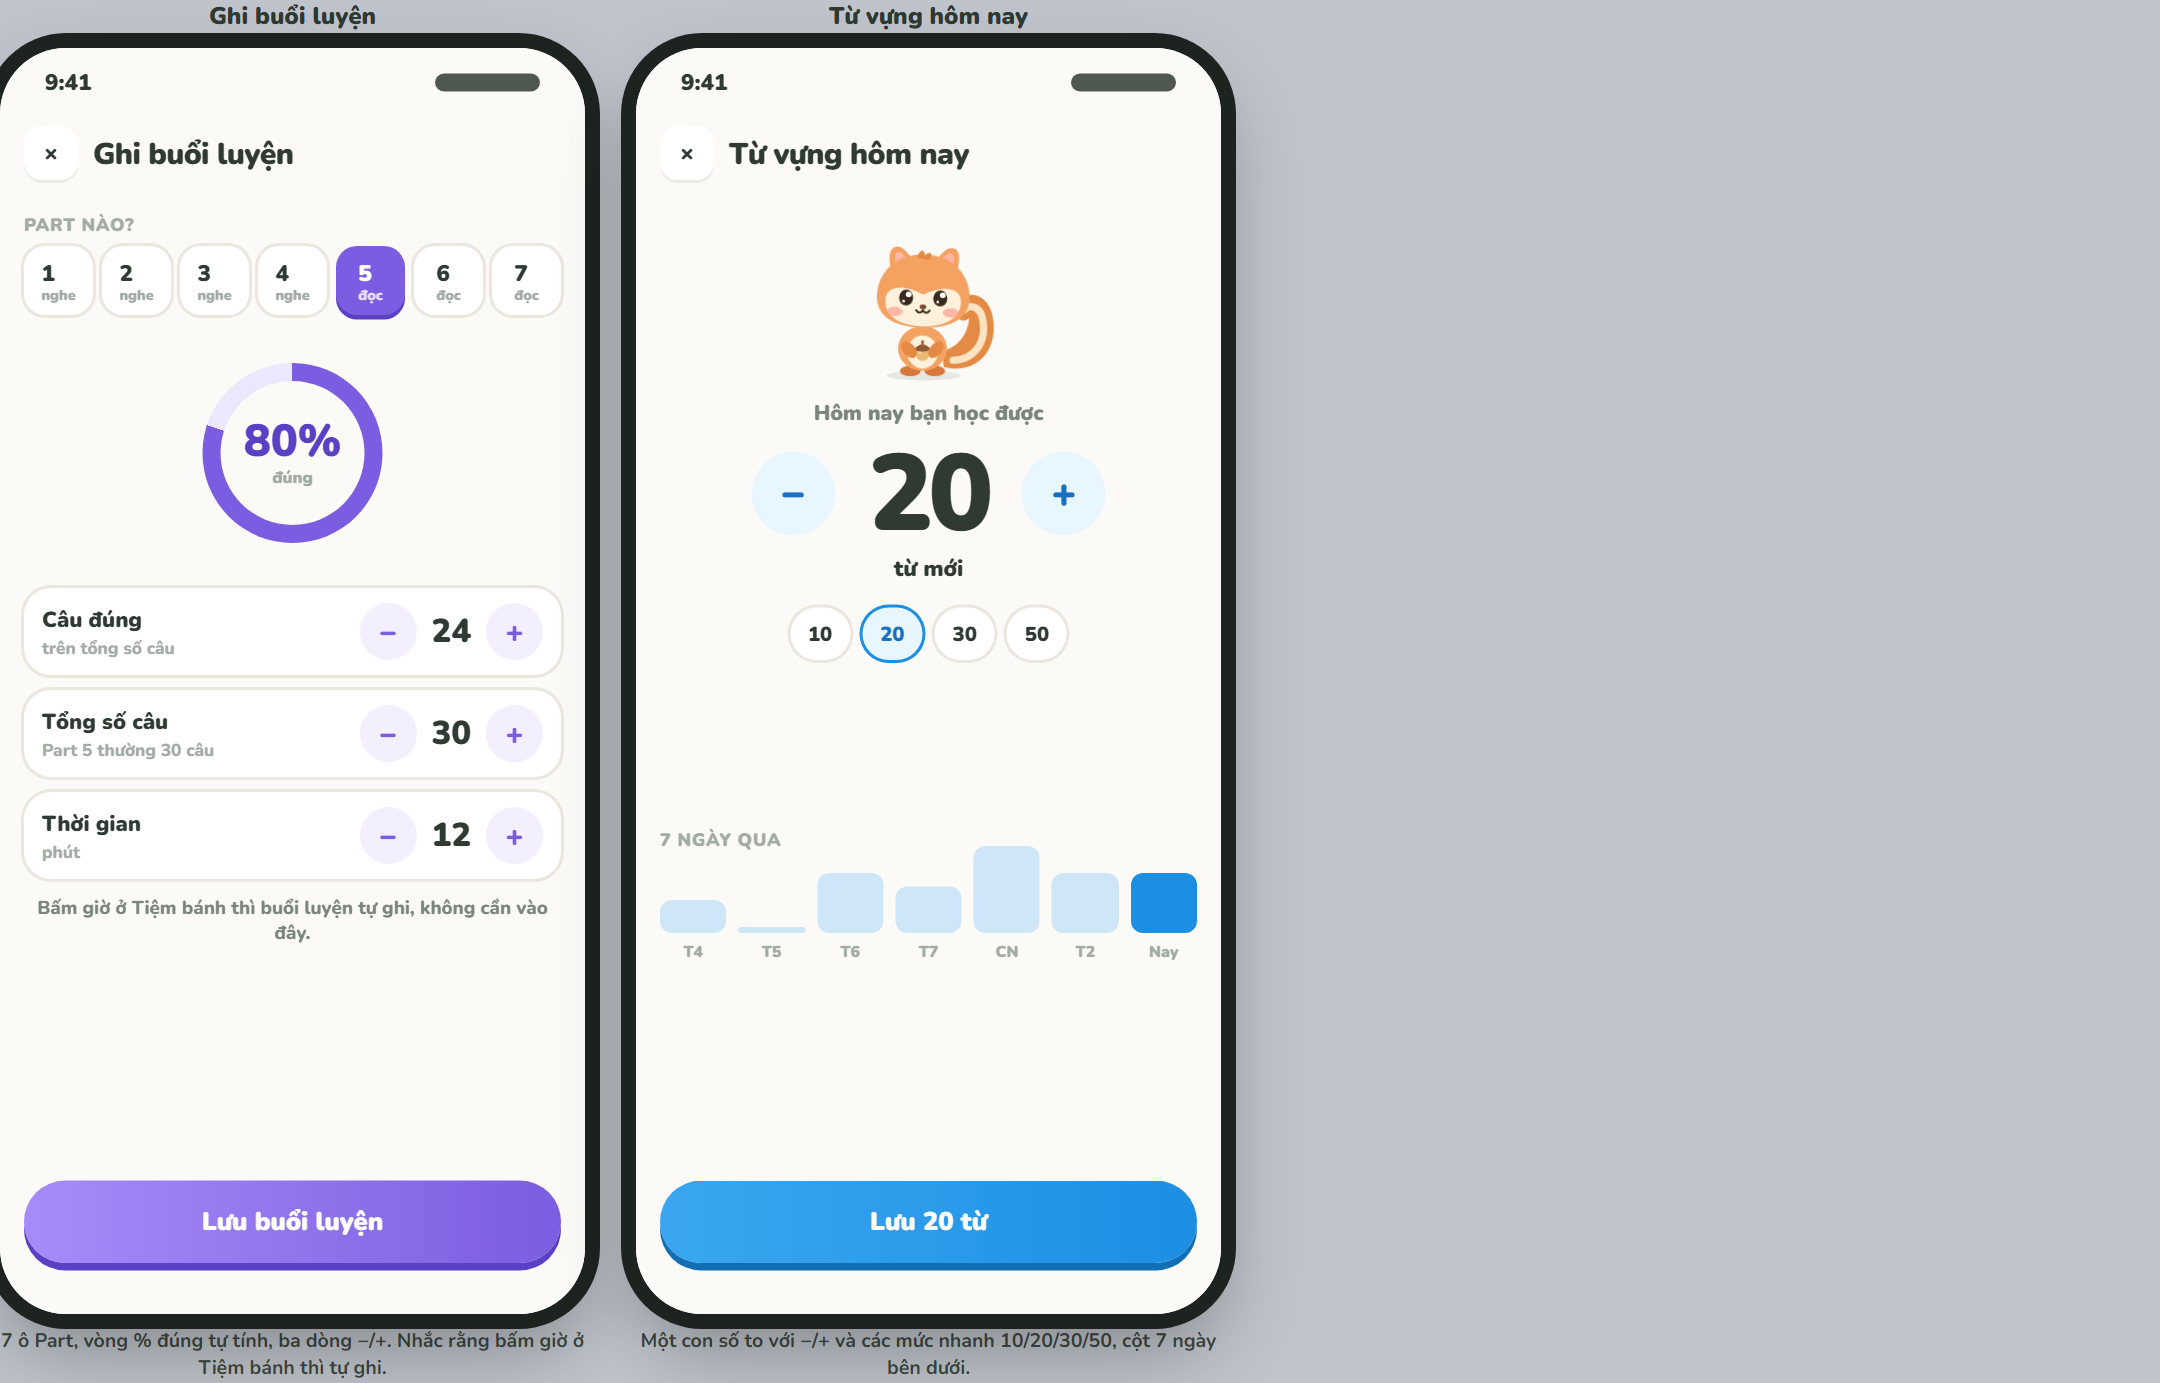 Ghi buổi luyện
9:41
×
Ghi buổi luyện
PART NÀO?
1
nghe
2
nghe
3
nghe
4
nghe
5
đọc
6
đọc
7
đọc
80%
đúng
Câu đúng
trên tổng số câu
− 24 +
Tổng số câu
Part 5 thường 30 câu
− 30 +
Thời gian
phút
− 12 +
Bấm giờ ở Tiệm bánh thì buổi luyện tự ghi, không cần vào
đây.
Lưu buổi luyện
7 ô Part, vòng % đúng tự tính, ba dòng −/+. Nhắc rằng bấm giờ ở
Tiệm bánh thì tự ghi.
Từ vựng hôm nay
9:41
×
Từ vựng hôm nay
Hôm nay bạn học được
− 20 +
từ mới
10 20 30 50
7 NGÀY QUA
T4 T5 T6 T7 CN T2 Nay
Lưu 20 từ
Một con số to với −/+ và các mức nhanh 10/20/30/50, cột 7 ngày
bên dưới.